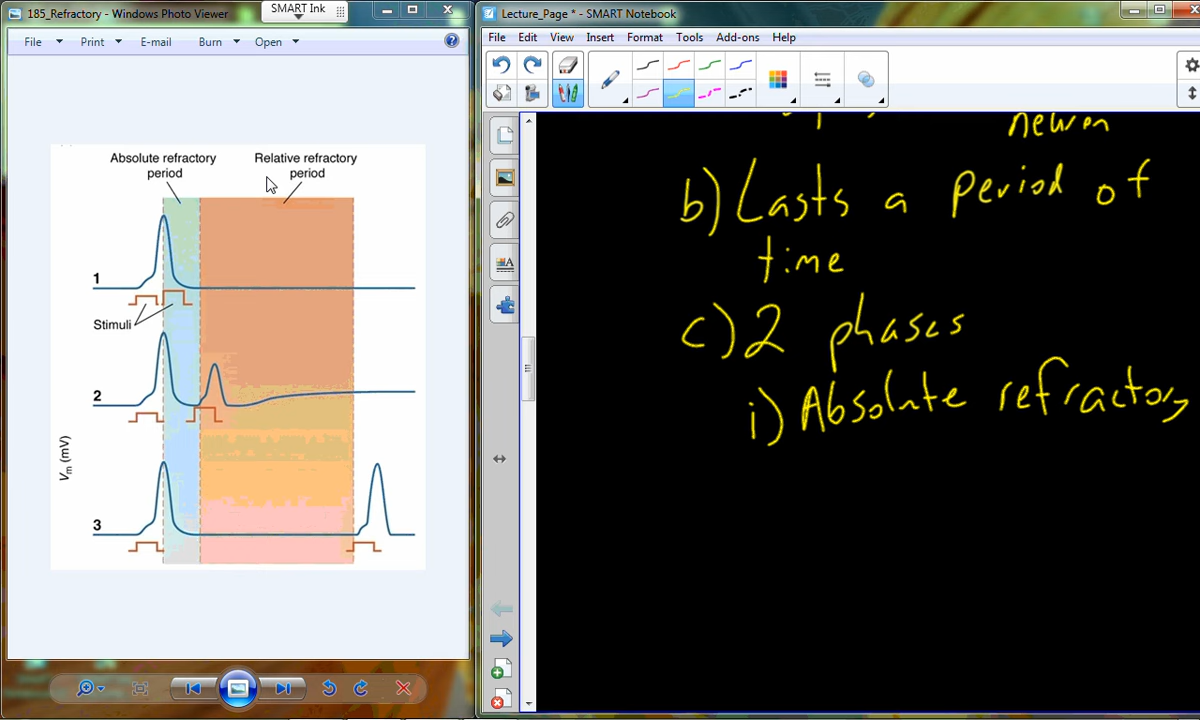 185_Refractory - Windows Photo Viewer
SMART Ink
File Print E-mail Burn Open
Absolute refractory period
Relative refractory period
1
Stimuli
2
Vm (mV)
3
Lecture_Page * - SMART Notebook
File Edit View Insert Format Tools Add-ons Help
neuron
b) Lasts a period of
time
c) 2 phases
i) Absolute refractory